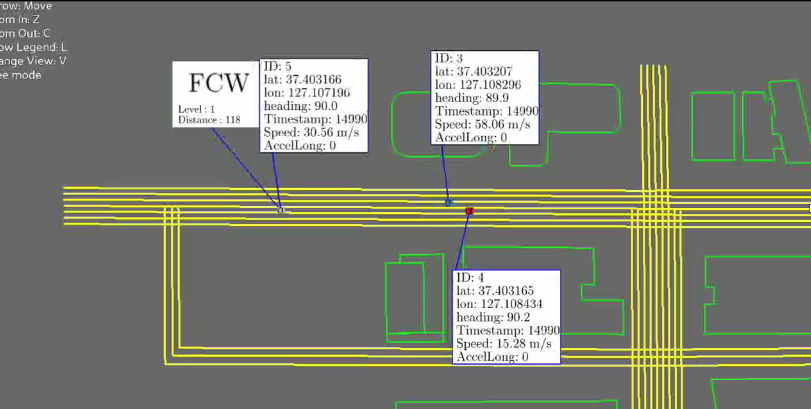 row: Move
om In: Z
om Out: C
ow Legend: L
ange View: V
ee mode
FCW
Level : 1
Distance : 118
ID: 5
lat: 37.403166
lon: 127.107196
heading: 90.0
Timestamp: 14990
Speed: 30.56 m/s
AccelLong: 0
ID: 3
lat: 37.403207
lon: 127.108296
heading: 89.9
Timestamp: 14990
Speed: 58.06 m/s
AccelLong: 0
ID: 4
lat: 37.403165
lon: 127.108434
heading: 90.2
Timestamp: 14990
Speed: 15.28 m/s
AccelLong: 0